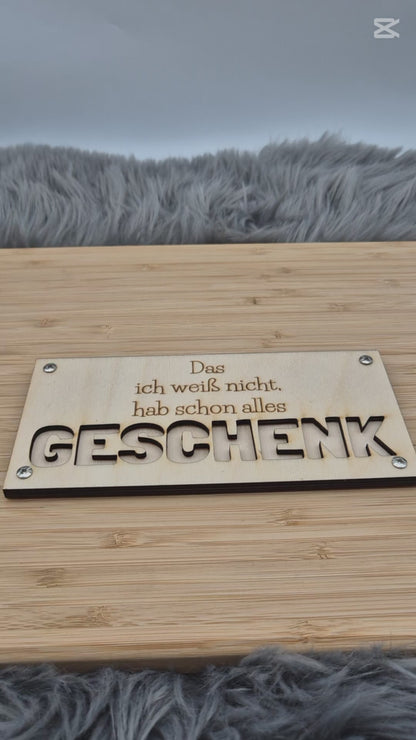 Das
ich weiß nicht,
hab schon alles
GESCHENK